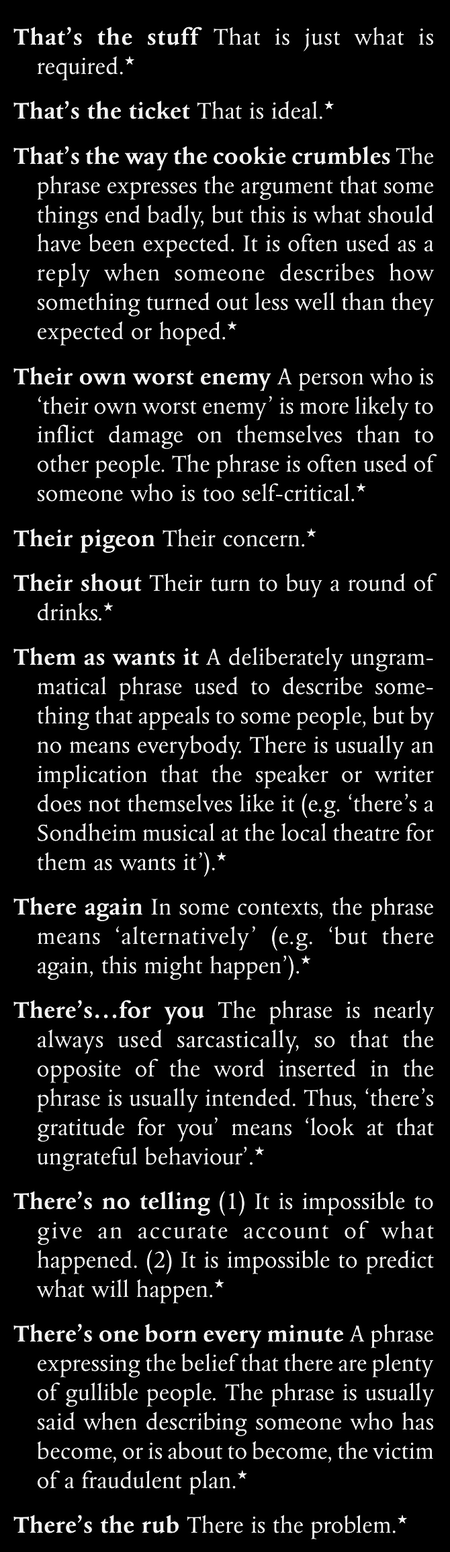 That’s the stuff That is just what is
required.★
That’s the ticket That is ideal.★
That’s the way the cookie crumbles The
phrase expresses the argument that some
things end badly, but this is what should
have been expected. It is often used as a
reply when someone describes how
something turned out less well than they
expected or hoped.★
Their own worst enemy A person who is
‘their own worst enemy’ is more likely to
inflict damage on themselves than to
other people. The phrase is often used of
someone who is too self-critical.★
Their pigeon Their concern.★
Their shout Their turn to buy a round of
drinks.★
Them as wants it A deliberately ungram-
matical phrase used to describe some-
thing that appeals to some people, but by
no means everybody. There is usually an
implication that the speaker or writer
does not themselves like it (e.g. ‘there’s a
Sondheim musical at the local theatre for
them as wants it’).★
There again In some contexts, the phrase
means ‘alternatively’ (e.g. ‘but there
again, this might happen’).★
There’s...for you The phrase is nearly
always used sarcastically, so that the
opposite of the word inserted in the
phrase is usually intended. Thus, ‘there’s
gratitude for you’ means ‘look at that
ungrateful behaviour’.★
There’s no telling (1) It is impossible to
give an accurate account of what
happened. (2) It is impossible to predict
what will happen.★
There’s one born every minute A phrase
expressing the belief that there are plenty
of gullible people. The phrase is usually
said when describing someone who has
become, or is about to become, the victim
of a fraudulent plan.★
There’s the rub There is the problem.★